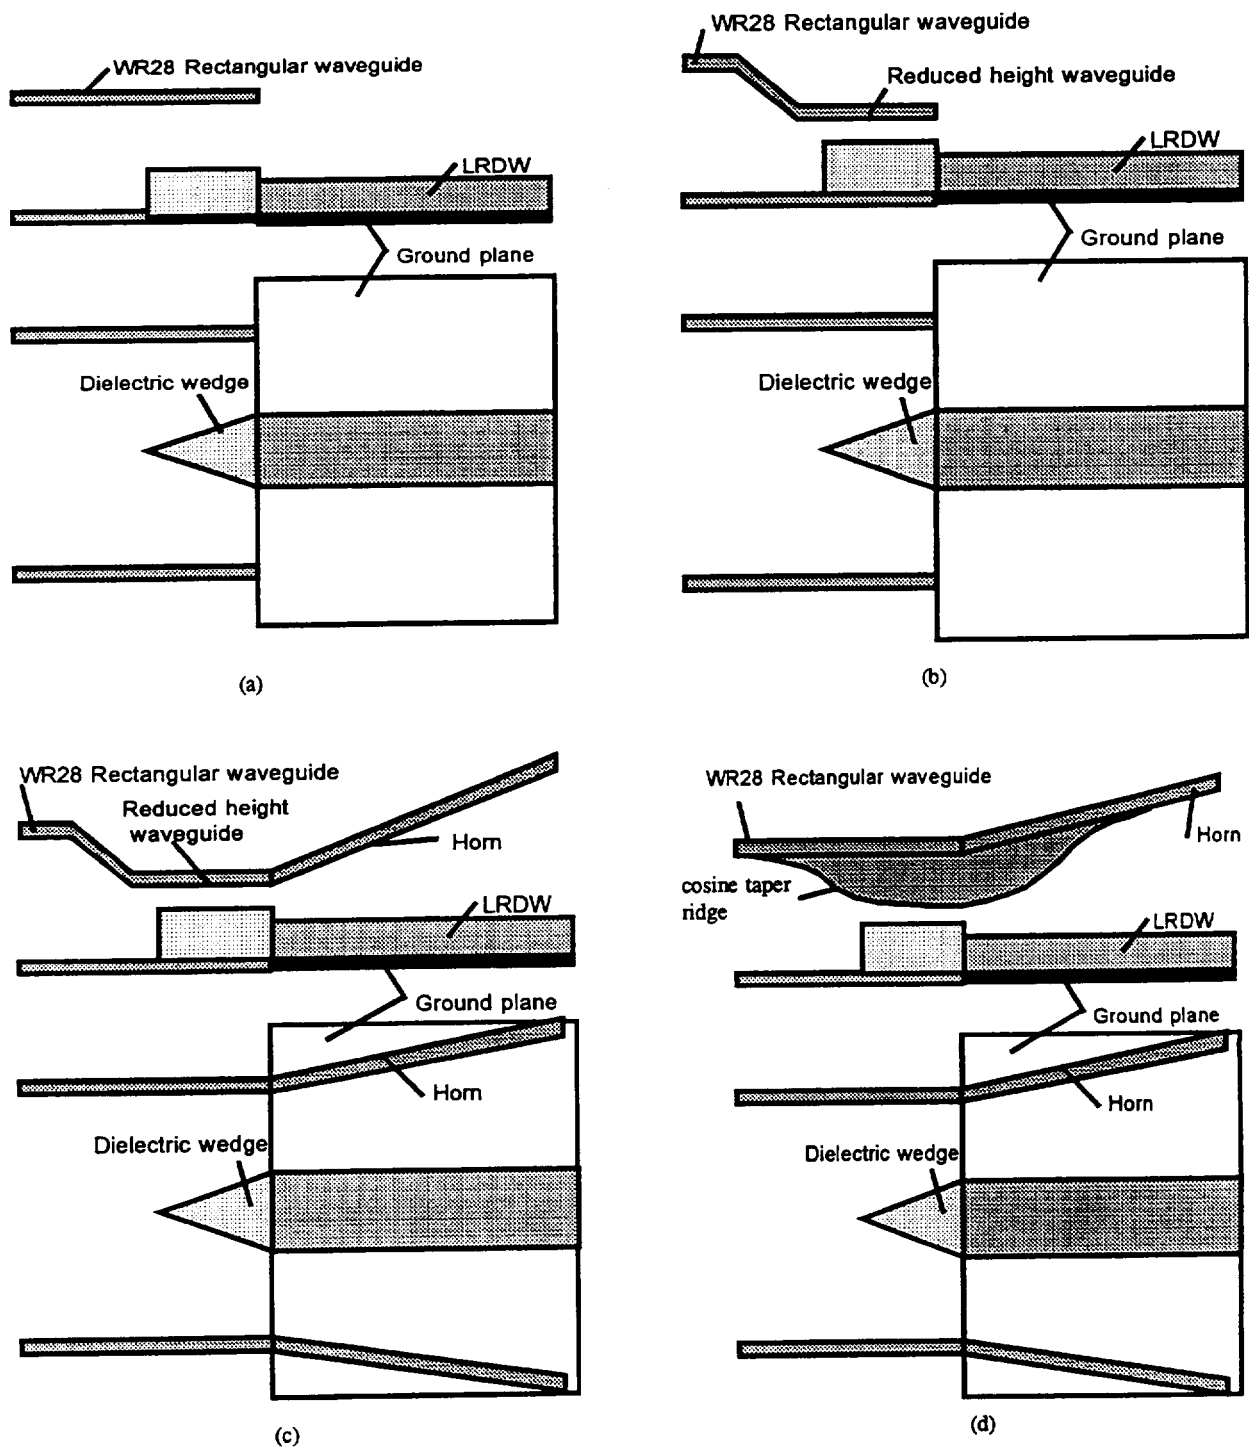 WR28 Rectangular waveguide
LRDW
Ground plane
Dielectric wedge
(a)
WR28 Rectangular waveguide
Reduced height waveguide
LRDW
Ground plane
Dielectric wedge
(b)
WR28 Rectangular waveguide
Reduced height
waveguide
Horn
LRDW
Ground plane
Horn
Dielectric wedge
(c)
WR28 Rectangular waveguide
Horn
cosine taper
ridge
LRDW
Ground plane
Horn
Dielectric wedge
(d)